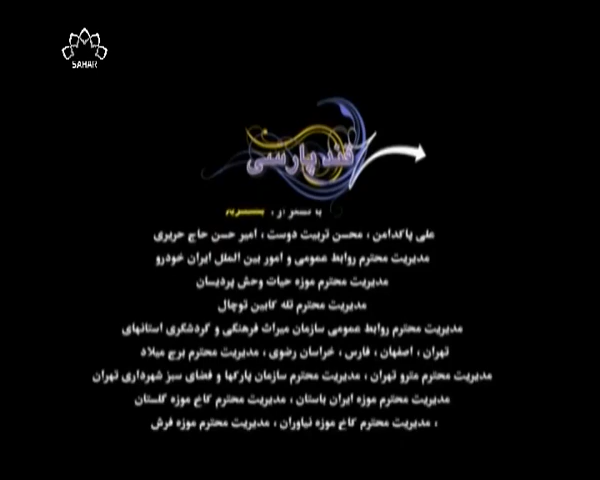 SAHAR
قند پارسی
با تشکر از :
علی پاکدامن ، محسن تربیت دوست ، امیر حسن حاج حریری
مدیریت محترم روابط عمومی و امور بین الملل ایران خودرو
مدیریت محترم موزه حیات وحش پردیسان
مدیریت محترم تله کابین توچال
مدیریت محترم روابط عمومی سازمان میراث فرهنگی و گردشگری استانهای
تهران ، اصفهان ، فارس ، خراسان رضوی ، مدیریت محترم برج میلاد
مدیریت محترم مترو تهران ، مدیریت محترم سازمان پارکها و فضای سبز شهرداری تهران
مدیریت محترم موزه ایران باستان ، مدیریت محترم کاخ موزه گلستان
، مدیریت محترم کاخ موزه نیاوران ، مدیریت محترم موزه فرش